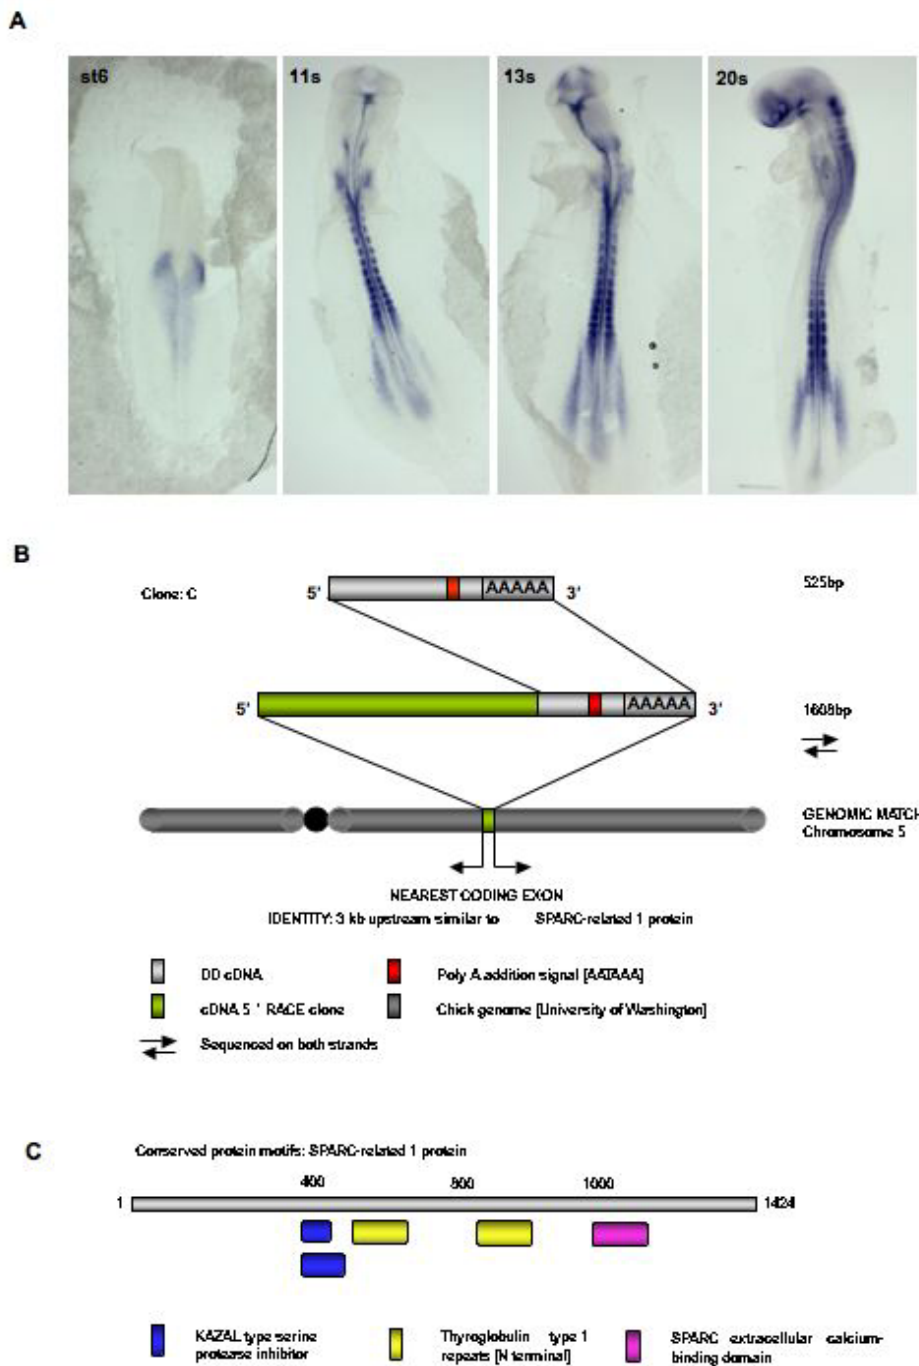 A
st6
11s
13s
20s
B
Clone: C
5'
AAAAA
3'
525bp
5'
AAAAA
3'
1608bp
GENOMIC MATCH
Chromosome 5
NEAREST CODING EXON
IDENTITY: 3 kb upstream similar to SPARC-related 1 protein
DD cDNA
Poly A addition signal [AATAAA]
cDNA 5' RACE clone
Chick genome [University of Washington]
Sequenced on both strands
C
Conserved protein motifs: SPARC-related 1 protein
400
800
1000
1
1424
KAZAL type serine
protease inhibitor
Thyroglobulin type 1
repeats [N terminal]
SPARC extracellular calcium-
binding domain